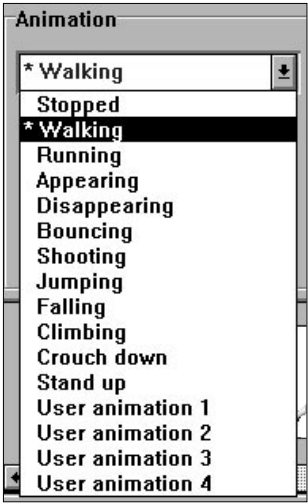 Animation
* Walking
Stopped
* Walking
Running
Appearing
Disappearing
Bouncing
Shooting
Jumping
Falling
Climbing
Crouch down
Stand up
User animation 1
User animation 2
User animation 3
User animation 4